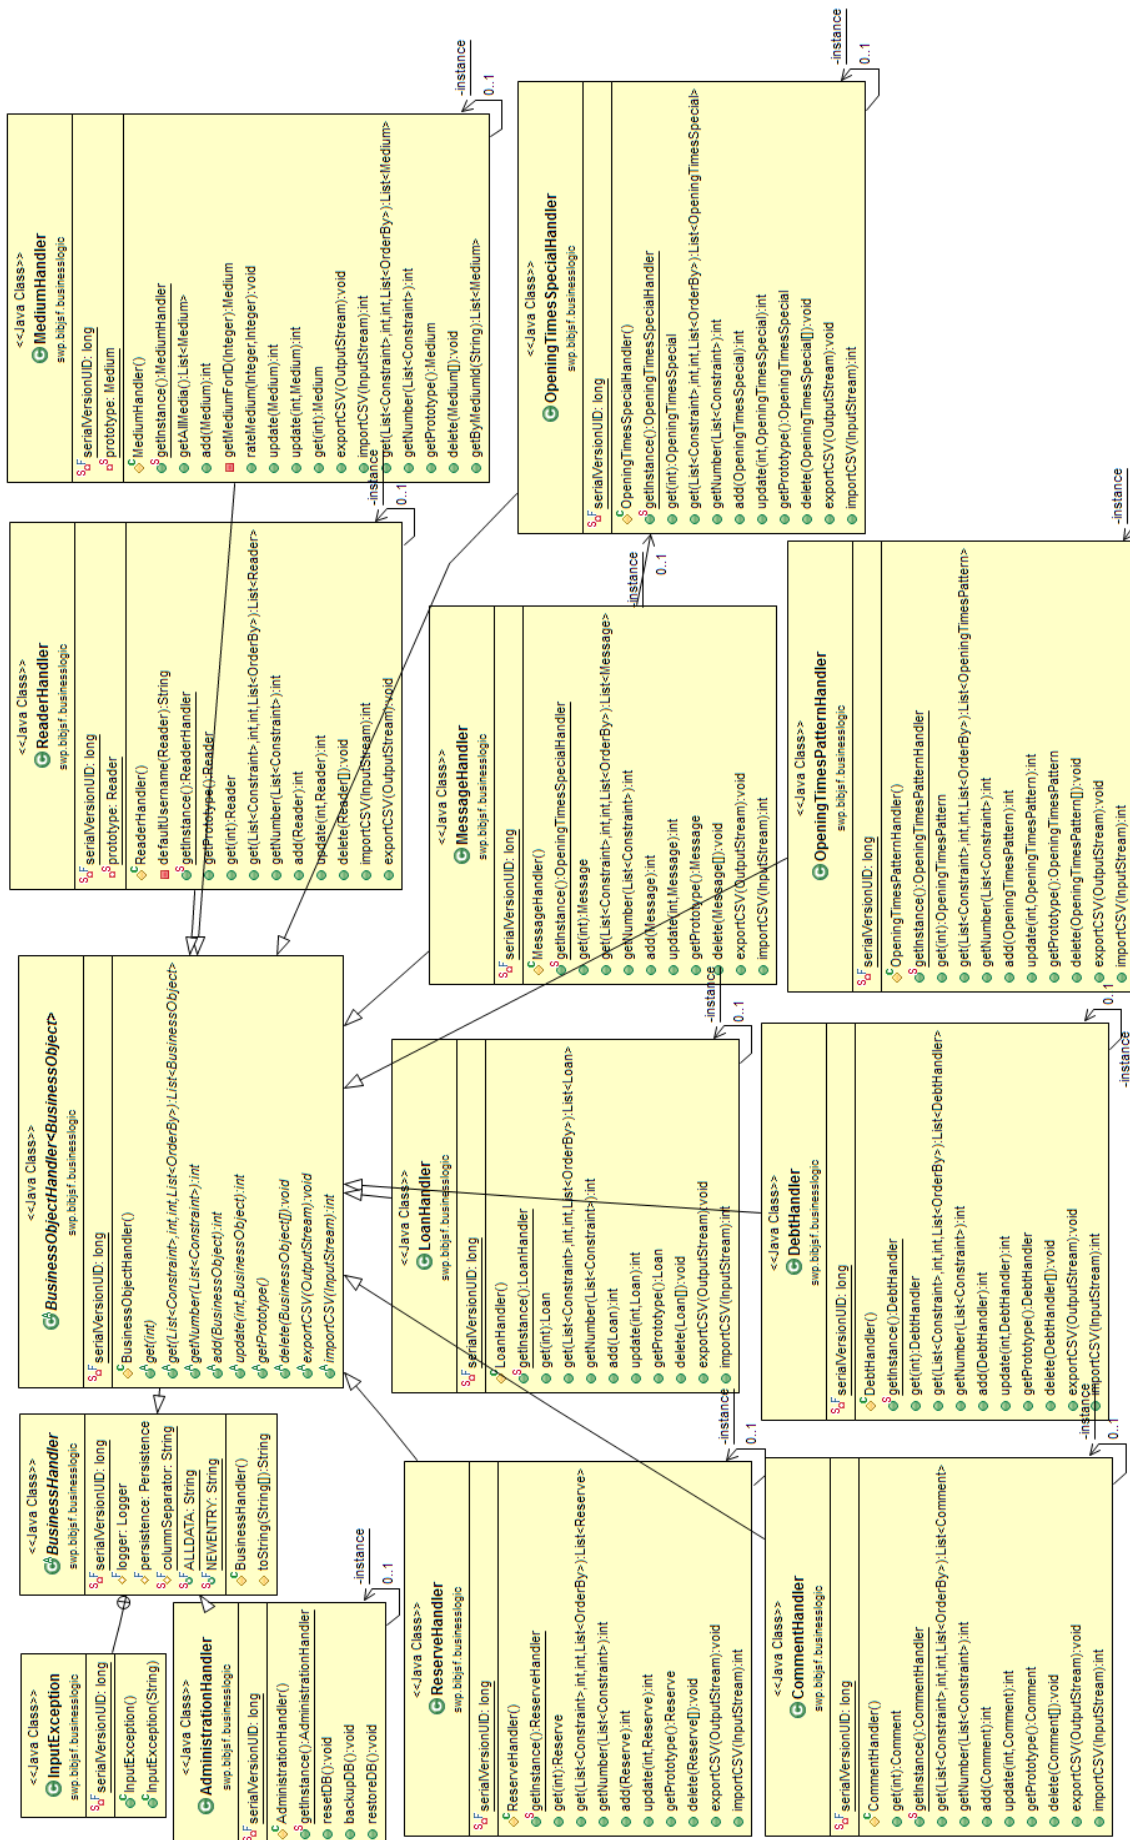 <<Java Class>>
InputException
swp.bibjsf.businesslogic
serialVersionUID: long
InputException()
InputException(String)
<<Java Class>>
BusinessHandler
swp.bibjsf.businesslogic
serialVersionUID: long
logger: Logger
persistence: Persistence
columnSeparator: String
ALLDATA: String
NEWENTRY: String
BusinessHandler()
toString(String[]):String
<<Java Class>>
BusinessObjectHandler<BusinessObject>
swp.bibjsf.businesslogic
serialVersionUID: long
BusinessObjectHandler()
get(int)
get(List<Constraint>,int,int,List<OrderBy>):List<BusinessObject>
getNumber(List<Constraint>):int
add(BusinessObject):int
update(int,BusinessObject):int
getPrototype()
delete(BusinessObject[]):void
exportCSV(OutputStream):void
importCSV(InputStream):int
<<Java Class>>
ReaderHandler
swp.bibjsf.businesslogic
serialVersionUID: long
prototype: Reader
ReaderHandler()
defaultUsername(Reader):String
getInstance():ReaderHandler
getPrototype():Reader
get(int):Reader
get(List<Constraint>,int,int,List<OrderBy>):List<Reader>
getNumber(List<Constraint>):int
add(Reader):int
update(int,Reader):int
delete(Reader[]):void
importCSV(InputStream):int
exportCSV(OutputStream):void
-instance
0..1
<<Java Class>>
MediumHandler
swp.bibjsf.businesslogic
serialVersionUID: long
prototype: Medium
MediumHandler()
getInstance():MediumHandler
getAllMedia():List<Medium>
add(Medium):int
getMediumForID(Integer):Medium
rateMedium(Integer,Integer):void
update(Medium):int
update(int,Medium):int
get(int):Medium
exportCSV(OutputStream):void
importCSV(InputStream):int
get(List<Constraint>,int,int,List<OrderBy>):List<Medium>
getNumber(List<Constraint>):int
getPrototype():Medium
delete(Medium[]):void
getByMediumId(String):List<Medium>
-instance
0..1
<<Java Class>>
AdministrationHandler
swp.bibjsf.businesslogic
serialVersionUID: long
AdministrationHandler()
getInstance():AdministrationHandler
resetDB():void
backupDB():void
restoreDB():void
-instance
0..1
<<Java Class>>
ReserveHandler
swp.bibjsf.businesslogic
serialVersionUID: long
ReserveHandler()
getInstance():ReserveHandler
get(int):Reserve
get(List<Constraint>,int,int,List<OrderBy>):List<Reserve>
getNumber(List<Constraint>):int
add(Reserve):int
update(int,Reserve):int
getPrototype():Reserve
delete(Reserve[]):void
exportCSV(OutputStream):void
importCSV(InputStream):int
-instance
0..1
<<Java Class>>
LoanHandler
swp.bibjsf.businesslogic
serialVersionUID: long
LoanHandler()
getInstance():LoanHandler
get(int):Loan
get(List<Constraint>,int,int,List<OrderBy>):List<Loan>
getNumber(List<Constraint>):int
add(Loan):int
update(int,Loan):int
getPrototype():Loan
delete(Loan[]):void
exportCSV(OutputStream):void
importCSV(InputStream):int
-instance
0..1
<<Java Class>>
MessageHandler
swp.bibjsf.businesslogic
serialVersionUID: long
MessageHandler()
getInstance():OpeningTimesSpecialHandler
get(int):Message
get(List<Constraint>,int,int,List<OrderBy>):List<Message>
getNumber(List<Constraint>):int
add(Message):int
update(int,Message):int
getPrototype():Message
delete(Message[]):void
exportCSV(OutputStream):void
importCSV(InputStream):int
-instance
0..1
<<Java Class>>
OpeningTimesSpecialHandler
swp.bibjsf.businesslogic
serialVersionUID: long
OpeningTimesSpecialHandler()
getInstance():OpeningTimesSpecialHandler
get(int):OpeningTimesSpecial
get(List<Constraint>,int,int,List<OrderBy>):List<OpeningTimesSpecial>
getNumber(List<Constraint>):int
add(OpeningTimesSpecial):int
update(int,OpeningTimesSpecial):int
getPrototype():OpeningTimesSpecial
delete(OpeningTimesSpecial[]):void
exportCSV(OutputStream):void
importCSV(InputStream):int
-instance
0..1
<<Java Class>>
CommentHandler
swp.bibjsf.businesslogic
serialVersionUID: long
CommentHandler()
get(int):Comment
getInstance():CommentHandler
get(List<Constraint>,int,int,List<OrderBy>):List<Comment>
getNumber(List<Constraint>):int
add(Comment):int
update(int,Comment):int
getPrototype():Comment
delete(Comment[]):void
exportCSV(OutputStream):void
importCSV(InputStream):int
-instance
0..1
<<Java Class>>
DebtHandler
swp.bibjsf.businesslogic
serialVersionUID: long
DebtHandler()
getInstance():DebtHandler
get(int):DebtHandler
get(List<Constraint>,int,int,List<OrderBy>):List<DebtHandler>
getNumber(List<Constraint>):int
add(DebtHandler):int
update(int,DebtHandler):int
getPrototype():DebtHandler
delete(DebtHandler[]):void
exportCSV(OutputStream):void
importCSV(InputStream):int
-instance
0..1
<<Java Class>>
OpeningTimesPatternHandler
swp.bibjsf.businesslogic
serialVersionUID: long
OpeningTimesPatternHandler()
getInstance():OpeningTimesPatternHandler
get(int):OpeningTimesPattern
get(List<Constraint>,int,int,List<OrderBy>):List<OpeningTimesPattern>
getNumber(List<Constraint>):int
add(OpeningTimesPattern):int
update(int,OpeningTimesPattern):int
getPrototype():OpeningTimesPattern
delete(OpeningTimesPattern[]):void
exportCSV(OutputStream):void
importCSV(InputStream):int
-instance